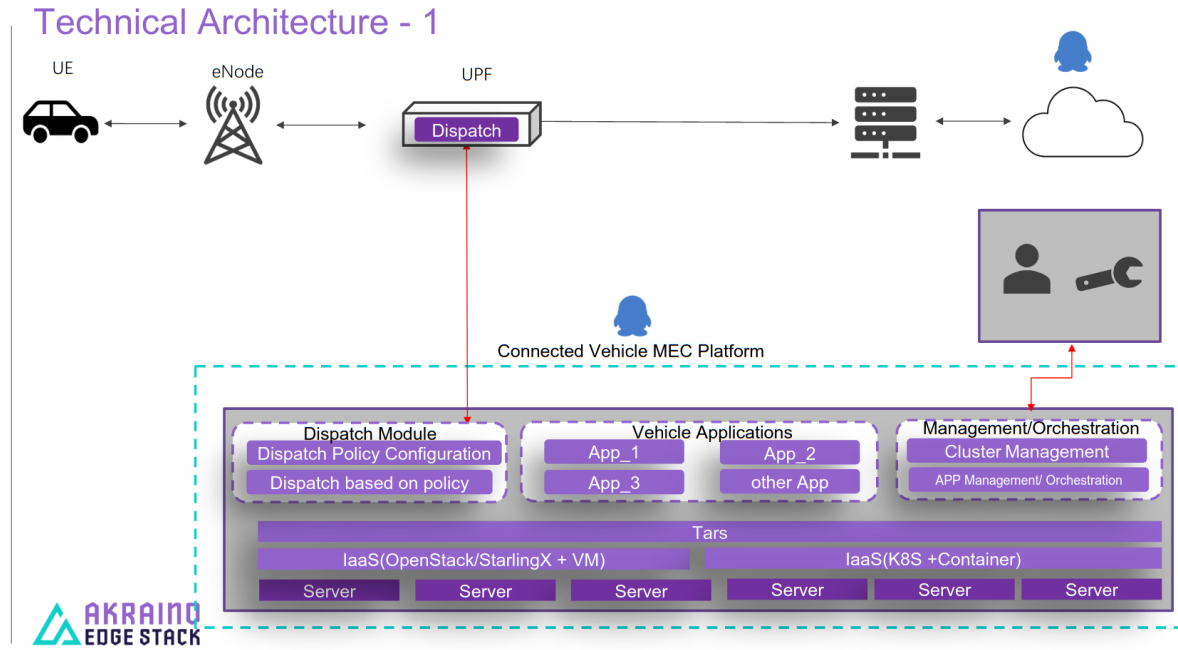 Technical Architecture - 1
UE
eNode
UPF
Dispatch
Connected Vehicle MEC Platform
Dispatch Module
Dispatch Policy Configuration
Dispatch based on policy
Vehicle Applications
App_1
App_2
App_3
other App
Management/Orchestration
Cluster Management
APP Management/ Orchestration
Tars
IaaS(OpenStack/StarlingX + VM)
IaaS(K8S +Container)
Server
Server
Server
Server
Server
Server
AKRAINO
EDGE STACK